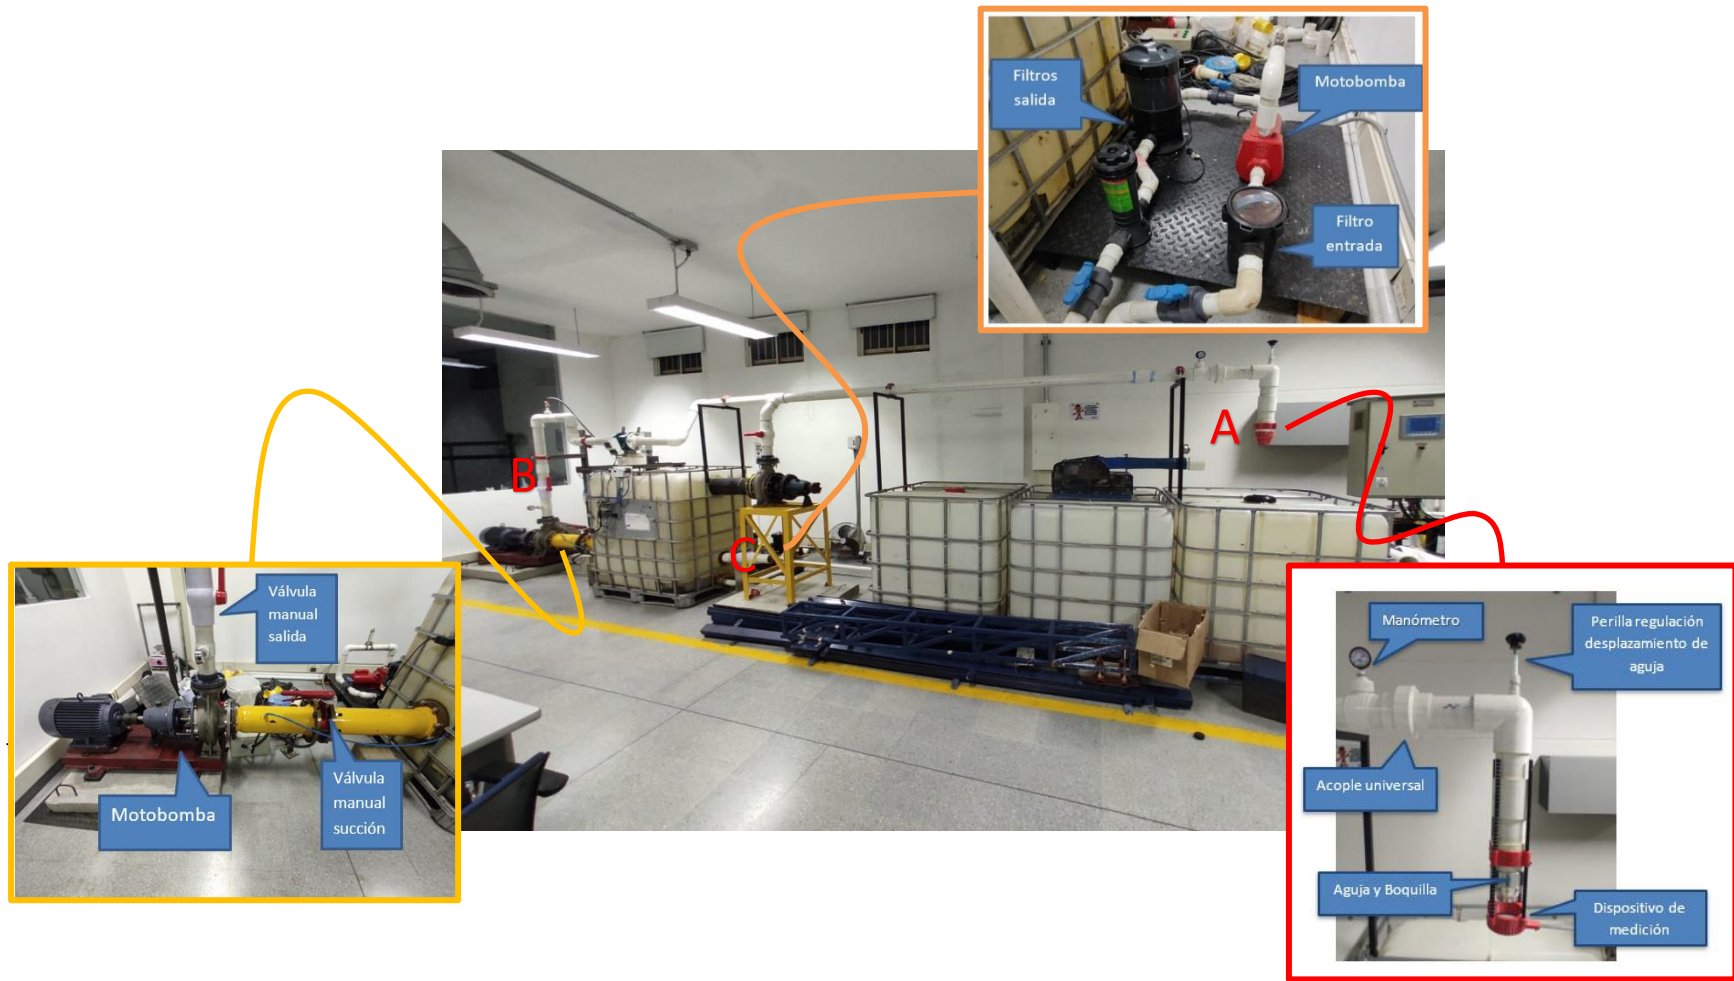 Filtros
salida
Motobomba
Filtro
entrada
A
B
C
Válvula
manual
salida
Válvula
manual
succión
Motobomba
Manómetro
Perilla regulación
desplazamiento de
aguja
Acople universal
Aguja y Boquilla
Dispositivo de
medición